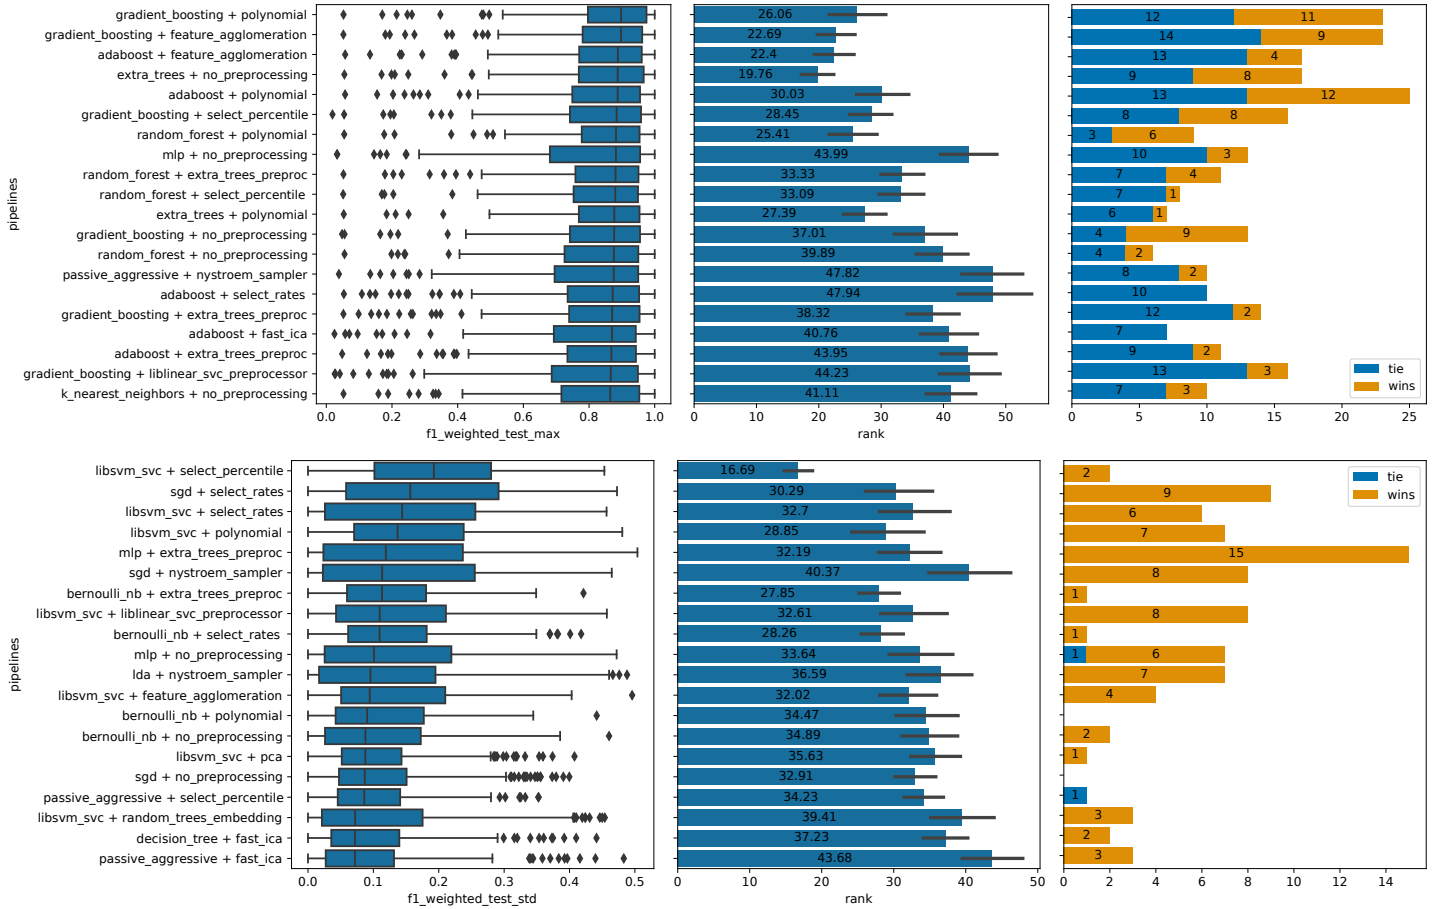 pipelines
gradient_boosting + polynomial
gradient_boosting + feature_agglomeration
adaboost + feature_agglomeration
extra_trees + no_preprocessing
adaboost + polynomial
gradient_boosting + select_percentile
random_forest + polynomial
mlp + no_preprocessing
random_forest + extra_trees_preproc
random_forest + select_percentile
extra_trees + polynomial
gradient_boosting + no_preprocessing
random_forest + no_preprocessing
passive_aggressive + nystroem_sampler
adaboost + select_rates
gradient_boosting + extra_trees_preproc
adaboost + fast_ica
adaboost + extra_trees_preproc
gradient_boosting + liblinear_svc_preprocessor
k_nearest_neighbors + no_preprocessing
0.0 0.2 0.4 0.6 0.8 1.0
f1_weighted_test_max
26.06
22.69
22.4
19.76
30.03
28.45
25.41
43.99
33.33
33.09
27.39
37.01
39.89
47.82
47.94
38.32
40.76
43.95
44.23
41.11
0 10 20 30 40 50
rank
12 11
14 9
13 4
9 8
13 12
8 8
3 6
10 3
7 4
7 1
6 1
4 9
4 2
8 2
10
12 2
7
9 2
13 3
7 3
tie
wins
0 5 10 15 20 25
pipelines
libsvm_svc + select_percentile
sgd + select_rates
libsvm_svc + select_rates
libsvm_svc + polynomial
mlp + extra_trees_preproc
sgd + nystroem_sampler
bernoulli_nb + extra_trees_preproc
libsvm_svc + liblinear_svc_preprocessor
bernoulli_nb + select_rates
mlp + no_preprocessing
lda + nystroem_sampler
libsvm_svc + feature_agglomeration
bernoulli_nb + polynomial
bernoulli_nb + no_preprocessing
libsvm_svc + pca
sgd + no_preprocessing
passive_aggressive + select_percentile
libsvm_svc + random_trees_embedding
decision_tree + fast_ica
passive_aggressive + fast_ica
0.0 0.1 0.2 0.3 0.4 0.5
f1_weighted_test_std
16.69
30.29
32.7
28.85
32.19
40.37
27.85
32.61
28.26
33.64
36.59
32.02
34.47
34.89
35.63
32.91
34.23
39.41
37.23
43.68
0 10 20 30 40 50
rank
tie
wins
2
9
6
7
15
8
1
8
1
1 6
7
4
2
1
1
3
2
3
0 2 4 6 8 10 12 14